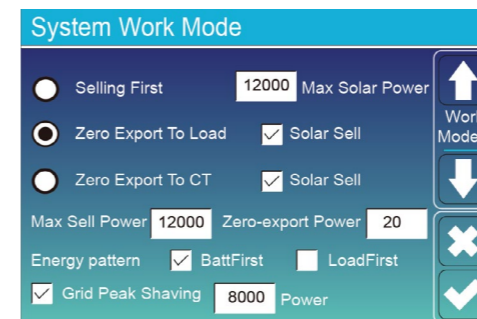 System Work Mode
Selling First 12000 Max Solar Power
Work
Zero Export To Load Solar Sell Mode
Zero Export To CT Solar Sell
Max Sell Power 12000 Zero-export Power 20
Energy pattern BattFirst LoadFirst
Grid Peak Shaving 8000 Power